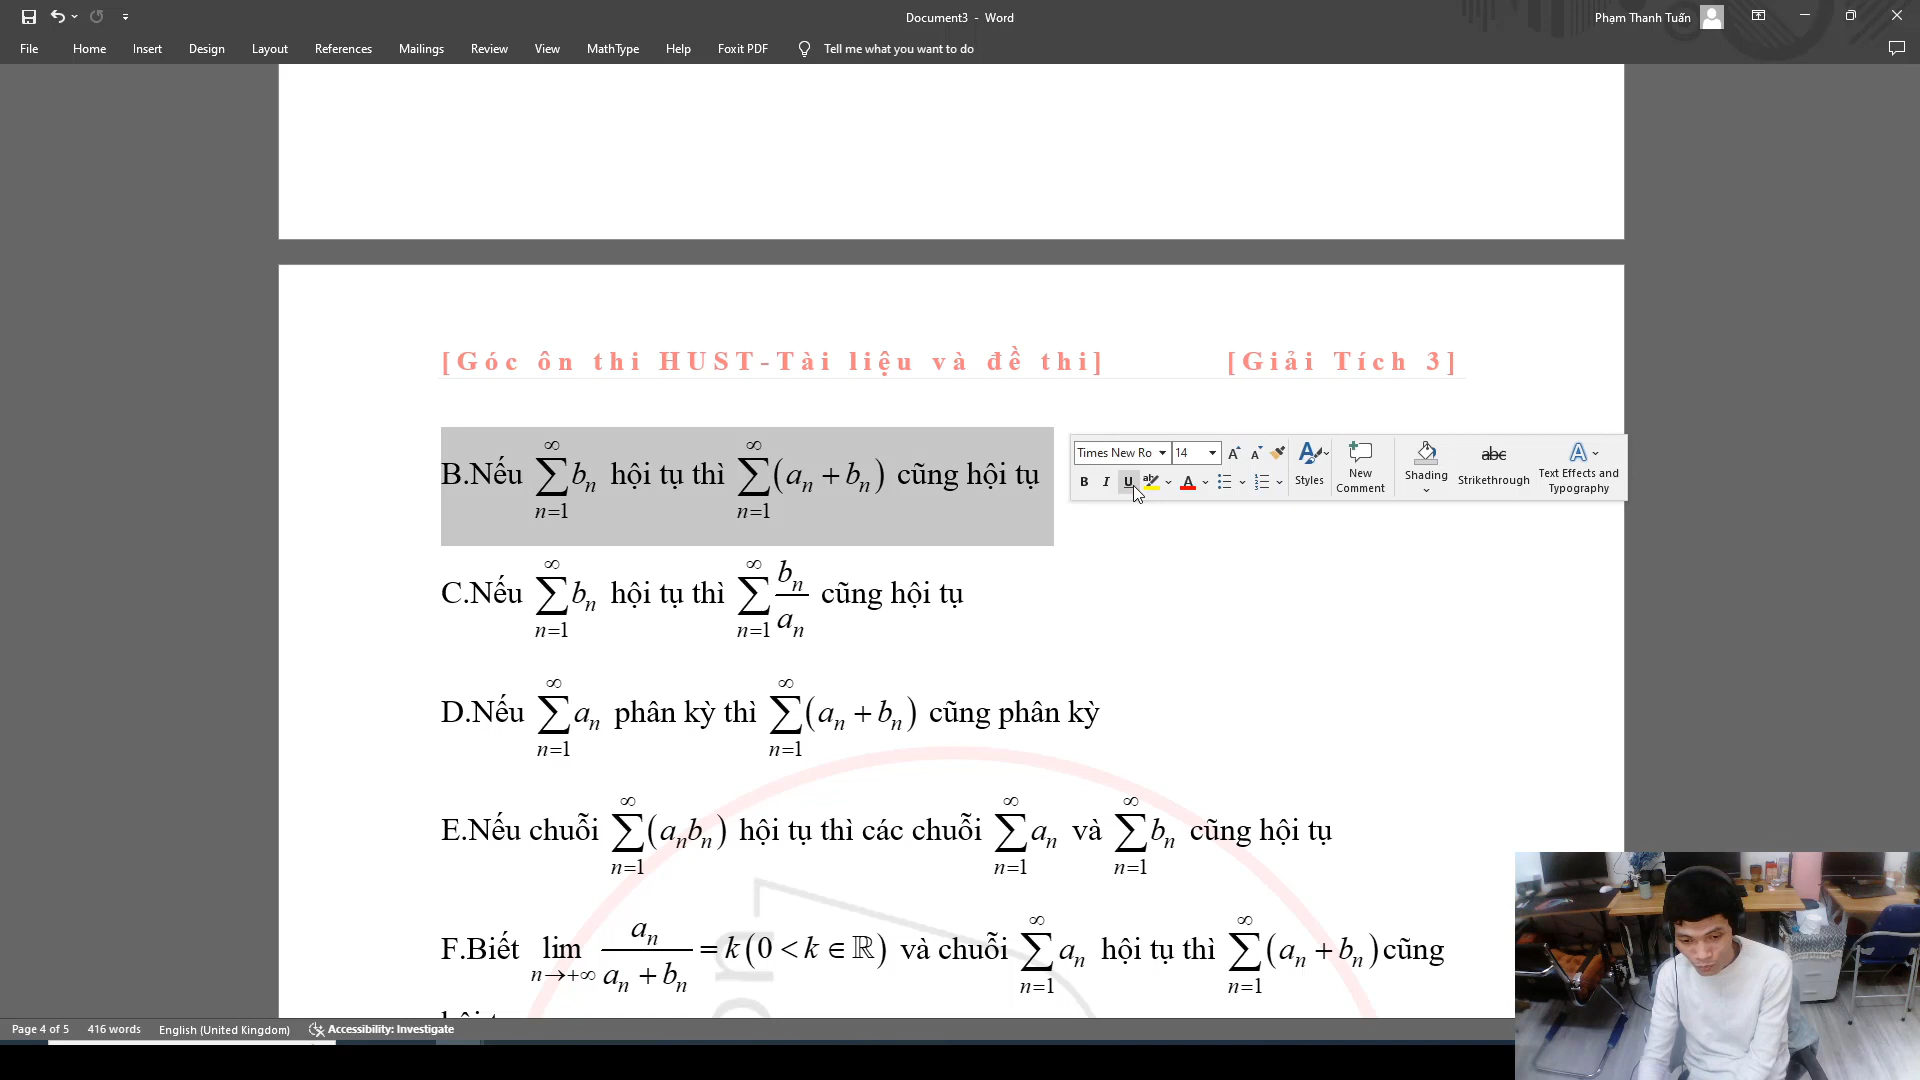 Document3 - Word
Phạm Thanh Tuấn
File Home Insert Design Layout References Mailings Review View MathType Help Foxit PDF Tell me what you want to do
[Góc ôn thi HUST-Tài liệu và đề thi] [Giải Tích 3]
B.Nếu ∑_{n=1}^{∞} b_n hội tụ thì ∑_{n=1}^{∞} (a_n + b_n) cũng hội tụ
Times New Ro 14
B I U
Styles
New Comment
Shading
abc Strikethrough
Text Effects and Typography
C.Nếu ∑_{n=1}^{∞} b_n hội tụ thì ∑_{n=1}^{∞} b_n/a_n cũng hội tụ
D.Nếu ∑_{n=1}^{∞} a_n phân kỳ thì ∑_{n=1}^{∞} (a_n + b_n) cũng phân kỳ
E.Nếu chuỗi ∑_{n=1}^{∞} (a_n b_n) hội tụ thì các chuỗi ∑_{n=1}^{∞} a_n và ∑_{n=1}^{∞} b_n cũng hội tụ
F.Biết lim_{n→+∞} a_n/(a_n + b_n) = k (0 < k ∈ ℝ) và chuỗi ∑_{n=1}^{∞} a_n hội tụ thì ∑_{n=1}^{∞} (a_n + b_n) cũng
Page 4 of 5 416 words English (United Kingdom) Accessibility: Investigate